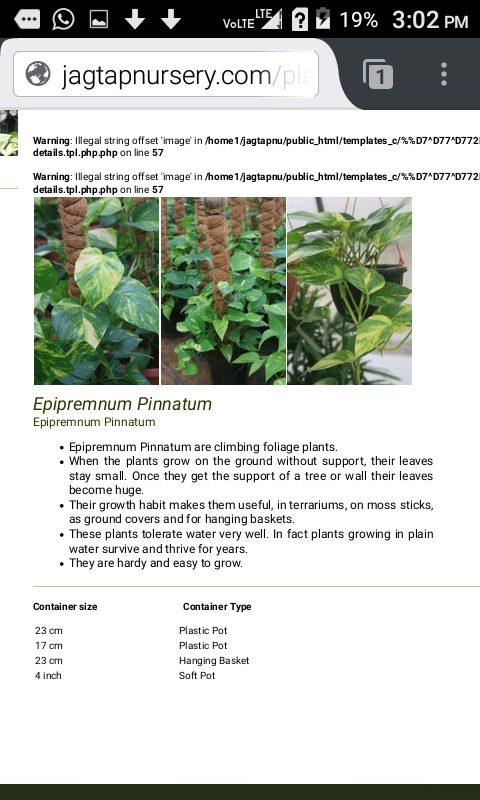 VoLTE LTE 19% 3:02 PM
jagtapnursery.com/pla
1
Warning: Illegal string offset 'image' in /home1/jagtapnu/public_html/templates_c/%%D7^D77^D772
details.tpl.php.php on line 57
Warning: Illegal string offset 'image' in /home1/jagtapnu/public_html/templates_c/%%D7^D77^D772
details.tpl.php.php on line 57
Epipremnum Pinnatum
Epipremnum Pinnatum
• Epipremnum Pinnatum are climbing foliage plants.
• When the plants grow on the ground without support, their leaves
stay small. Once they get the support of a tree or wall their leaves
become huge.
• Their growth habit makes them useful, in terrariums, on moss sticks,
as ground covers and for hanging baskets.
• These plants tolerate water very well. In fact plants growing in plain
water survive and thrive for years.
• They are hardy and easy to grow.
Container size Container Type
23 cm Plastic Pot
17 cm Plastic Pot
23 cm Hanging Basket
4 inch Soft Pot